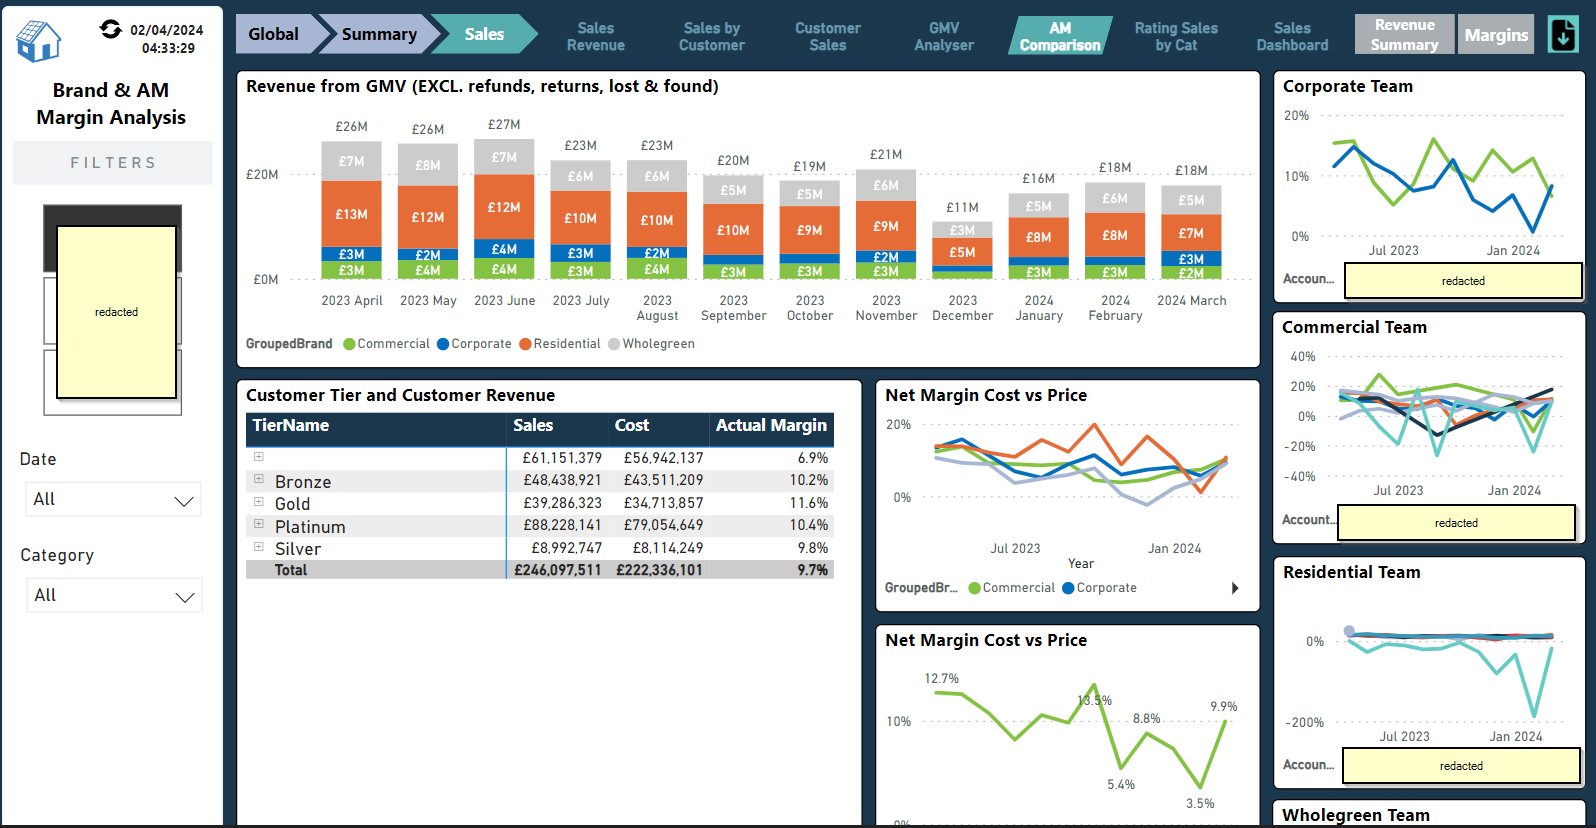 02/04/2024
04:33:29
Brand & AM
Margin Analysis
FILTERS
redacted
Date
All
Category
All
Global
Summary
Sales
Sales
Revenue
Sales by
Customer
Customer
Sales
GMV
Analyser
AM
Comparison
Rating Sales
by Cat
Sales
Dashboard
Revenue
Summary
Margins
Revenue from GMV (EXCL. refunds, returns, lost & found)
£20M
£0M
£26M
£7M
£13M
£3M
£3M
£26M
£8M
£12M
£2M
£4M
£27M
£7M
£12M
£4M
£4M
£23M
£6M
£10M
£3M
£3M
£23M
£6M
£10M
£2M
£4M
£20M
£5M
£10M
£3M
£19M
£5M
£9M
£3M
£21M
£6M
£9M
£2M
£3M
£11M
£3M
£5M
£16M
£5M
£8M
£3M
£18M
£6M
£8M
£3M
£18M
£5M
£7M
£3M
£2M
2023 April
2023 May
2023 June
2023 July
2023
August
2023
September
2023
October
2023
November
2023
December
2024
January
2024
February
2024 March
GroupedBrand Commercial Corporate Residential Wholegreen
Customer Tier and Customer Revenue
TierName Sales Cost Actual Margin
£61,151,379 £56,942,137 6.9%
Bronze £48,438,921 £43,511,209 10.2%
Gold £39,286,323 £34,713,857 11.6%
Platinum £88,228,141 £79,054,649 10.4%
Silver £8,992,747 £8,114,249 9.8%
Total £246,097,511 £222,336,101 9.7%
Net Margin Cost vs Price
20%
0%
Jul 2023 Jan 2024
Year
GroupedBr... Commercial Corporate
Net Margin Cost vs Price
12.7%
13.5%
9.9%
8.8%
10%
5.4%
3.5%
0%
Corporate Team
20%
10%
0%
Jul 2023 Jan 2024
Accoun... redacted
Commercial Team
40%
20%
0%
-20%
-40%
Jul 2023 Jan 2024
Account... redacted
Residential Team
0%
-200%
Jul 2023 Jan 2024
Accoun... redacted
Wholegreen Team